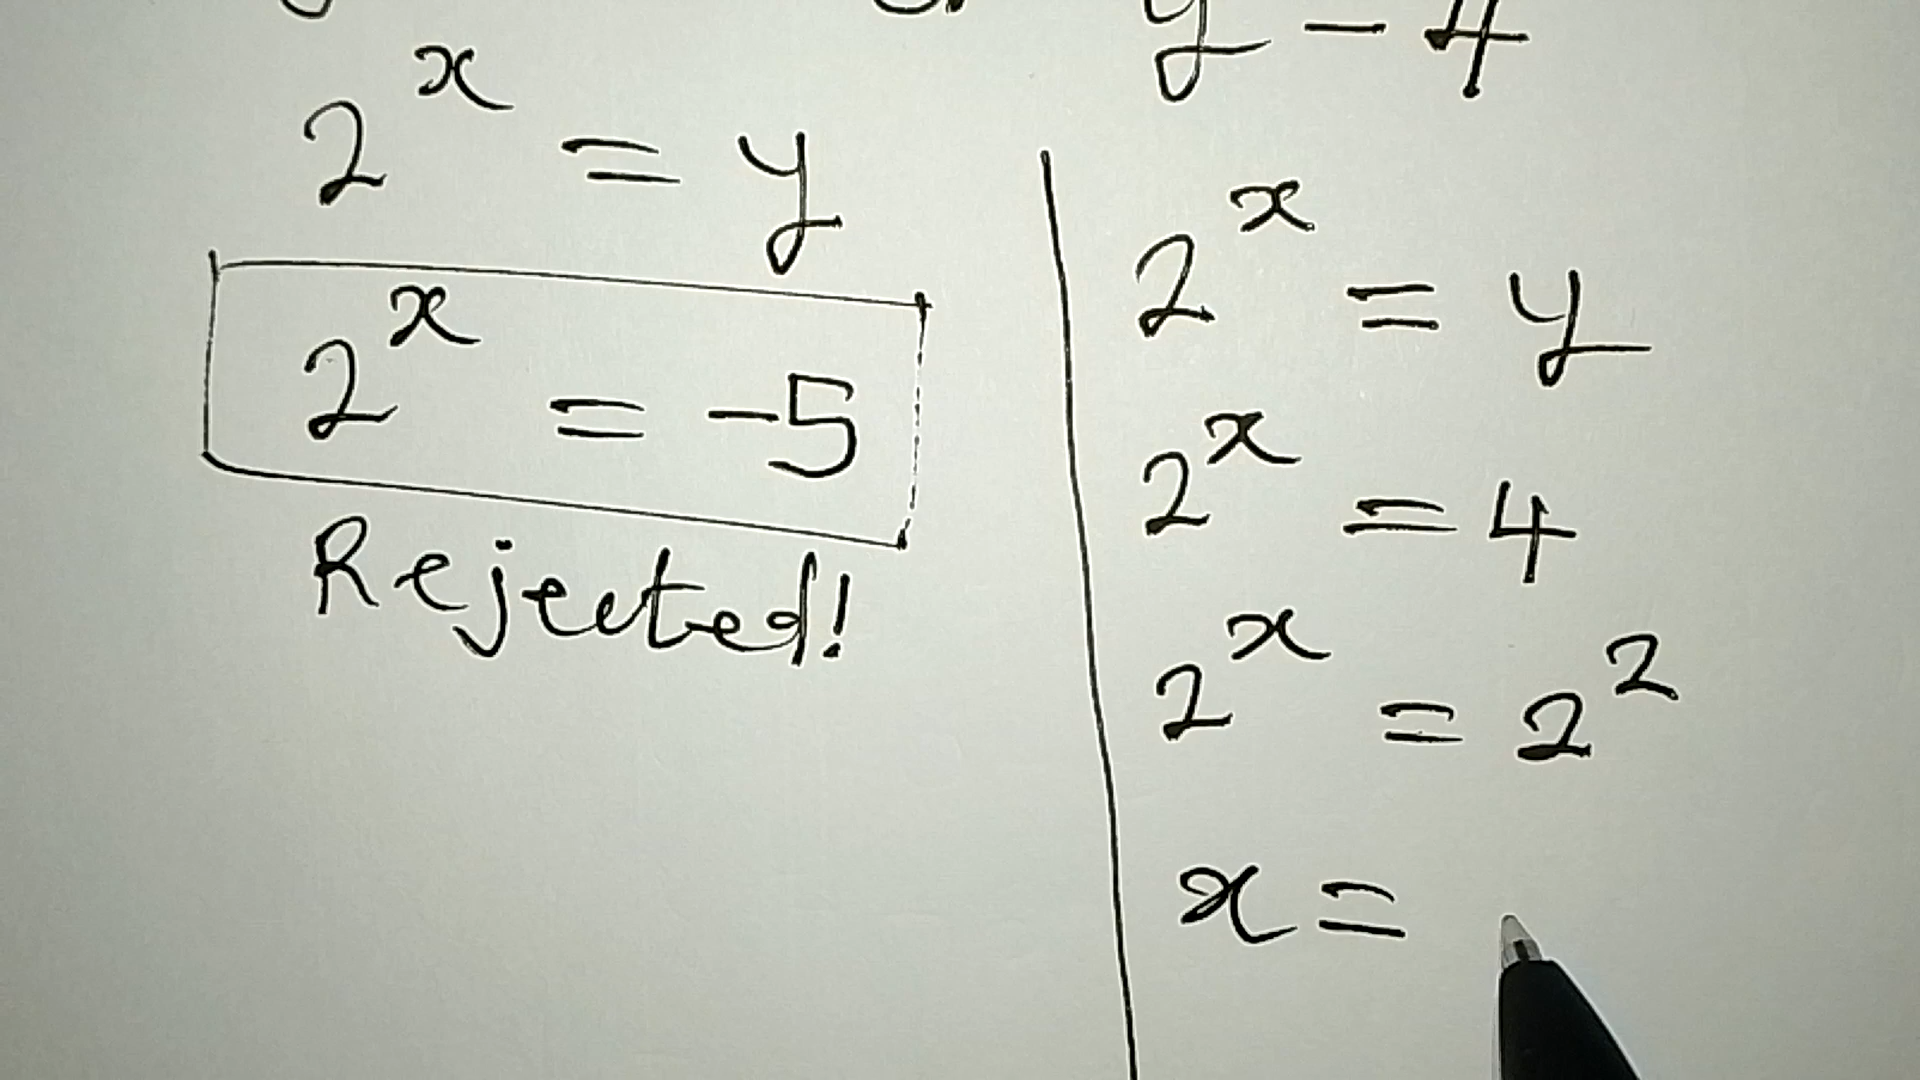 y - 4
2^x = y
2^x = -5
Rejected!
2^x = y
2^x = 4
2^x = 2^2
x =